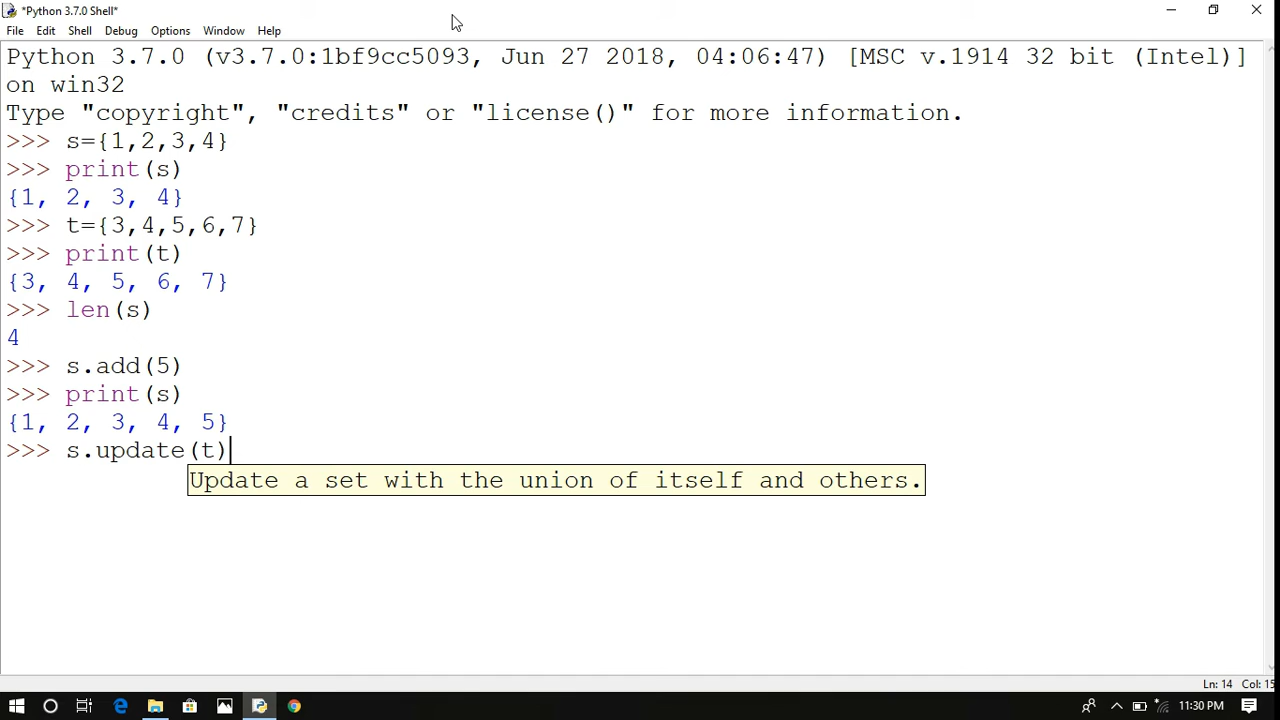 *Python 3.7.0 Shell*
File Edit Shell Debug Options Window Help
Python 3.7.0 (v3.7.0:1bf9cc5093, Jun 27 2018, 04:06:47) [MSC v.1914 32 bit (Intel)]
on win32
Type "copyright", "credits" or "license()" for more information.
>>> s={1,2,3,4}
>>> print(s)
{1, 2, 3, 4}
>>> t={3,4,5,6,7}
>>> print(t)
{3, 4, 5, 6, 7}
>>> len(s)
4
>>> s.add(5)
>>> print(s)
{1, 2, 3, 4, 5}
>>> s.update(t)
Update a set with the union of itself and others.
Ln: 14 Col: 15
11:30 PM